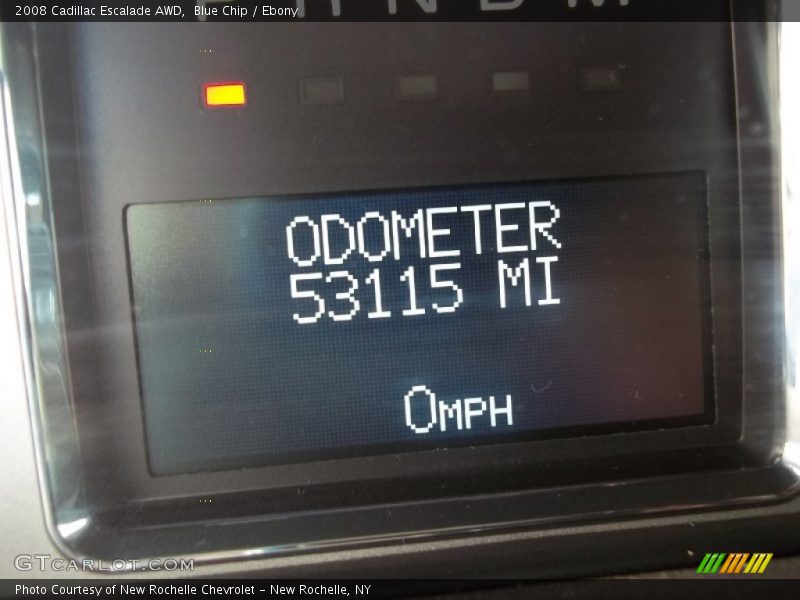 2008 Cadillac Escalade AWD,  Blue Chip / Ebony
ODOMETER
53115 MI
0MPH
GTCARLOT.COM
Photo Courtesy of New Rochelle Chevrolet – New Rochelle, NY